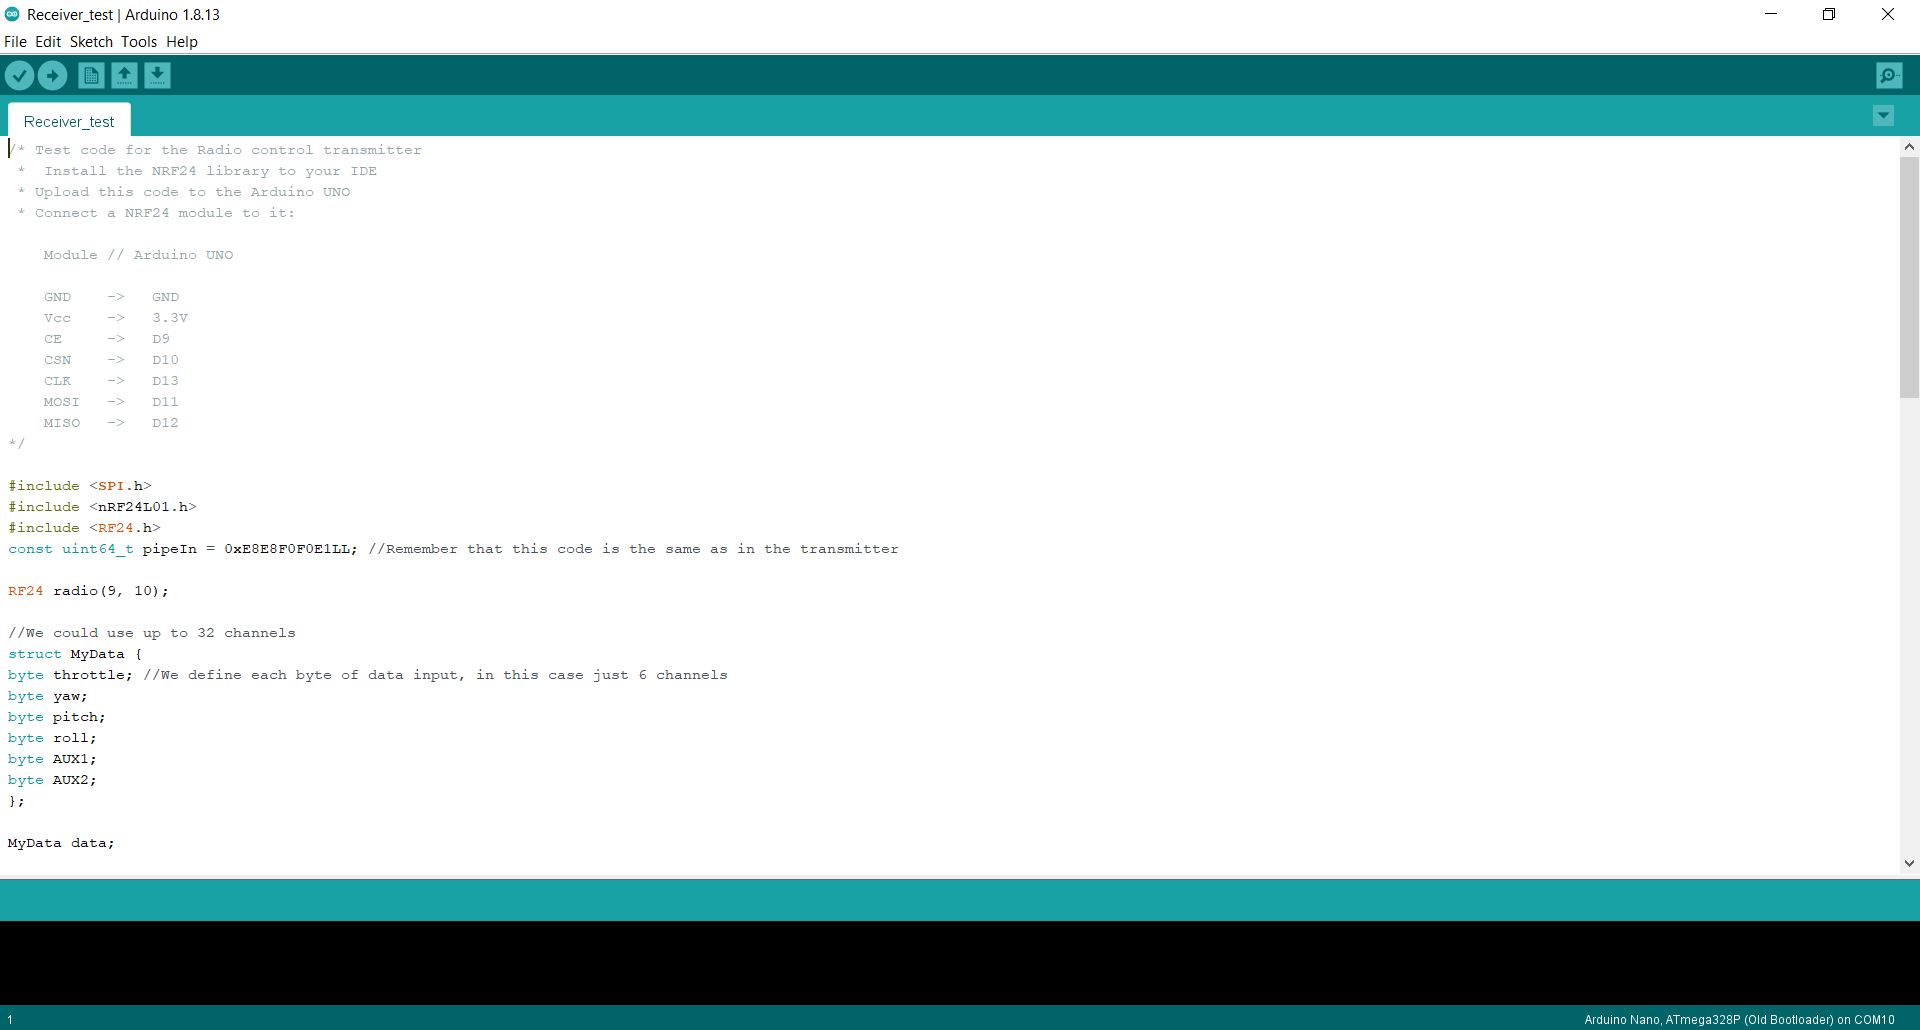 Receiver_test | Arduino 1.8.13
File Edit Sketch Tools Help
Receiver_test
/* Test code for the Radio control transmitter
 *  Install the NRF24 library to your IDE
 * Upload this code to the Arduino UNO
 * Connect a NRF24 module to it:
    Module // Arduino UNO
    GND    ->   GND
    Vcc    ->   3.3V
    CE     ->   D9
    CSN    ->   D10
    CLK    ->   D13
    MOSI   ->   D11
    MISO   ->   D12
*/
#include <SPI.h>
#include <nRF24L01.h>
#include <RF24.h>
const uint64_t pipeIn = 0xE8E8F0F0E1LL; //Remember that this code is the same as in the transmitter
RF24 radio(9, 10);
//We could use up to 32 channels
struct MyData {
byte throttle; //We define each byte of data input, in this case just 6 channels
byte yaw;
byte pitch;
byte roll;
byte AUX1;
byte AUX2;
};
MyData data;
1
Arduino Nano, ATmega328P (Old Bootloader) on COM10